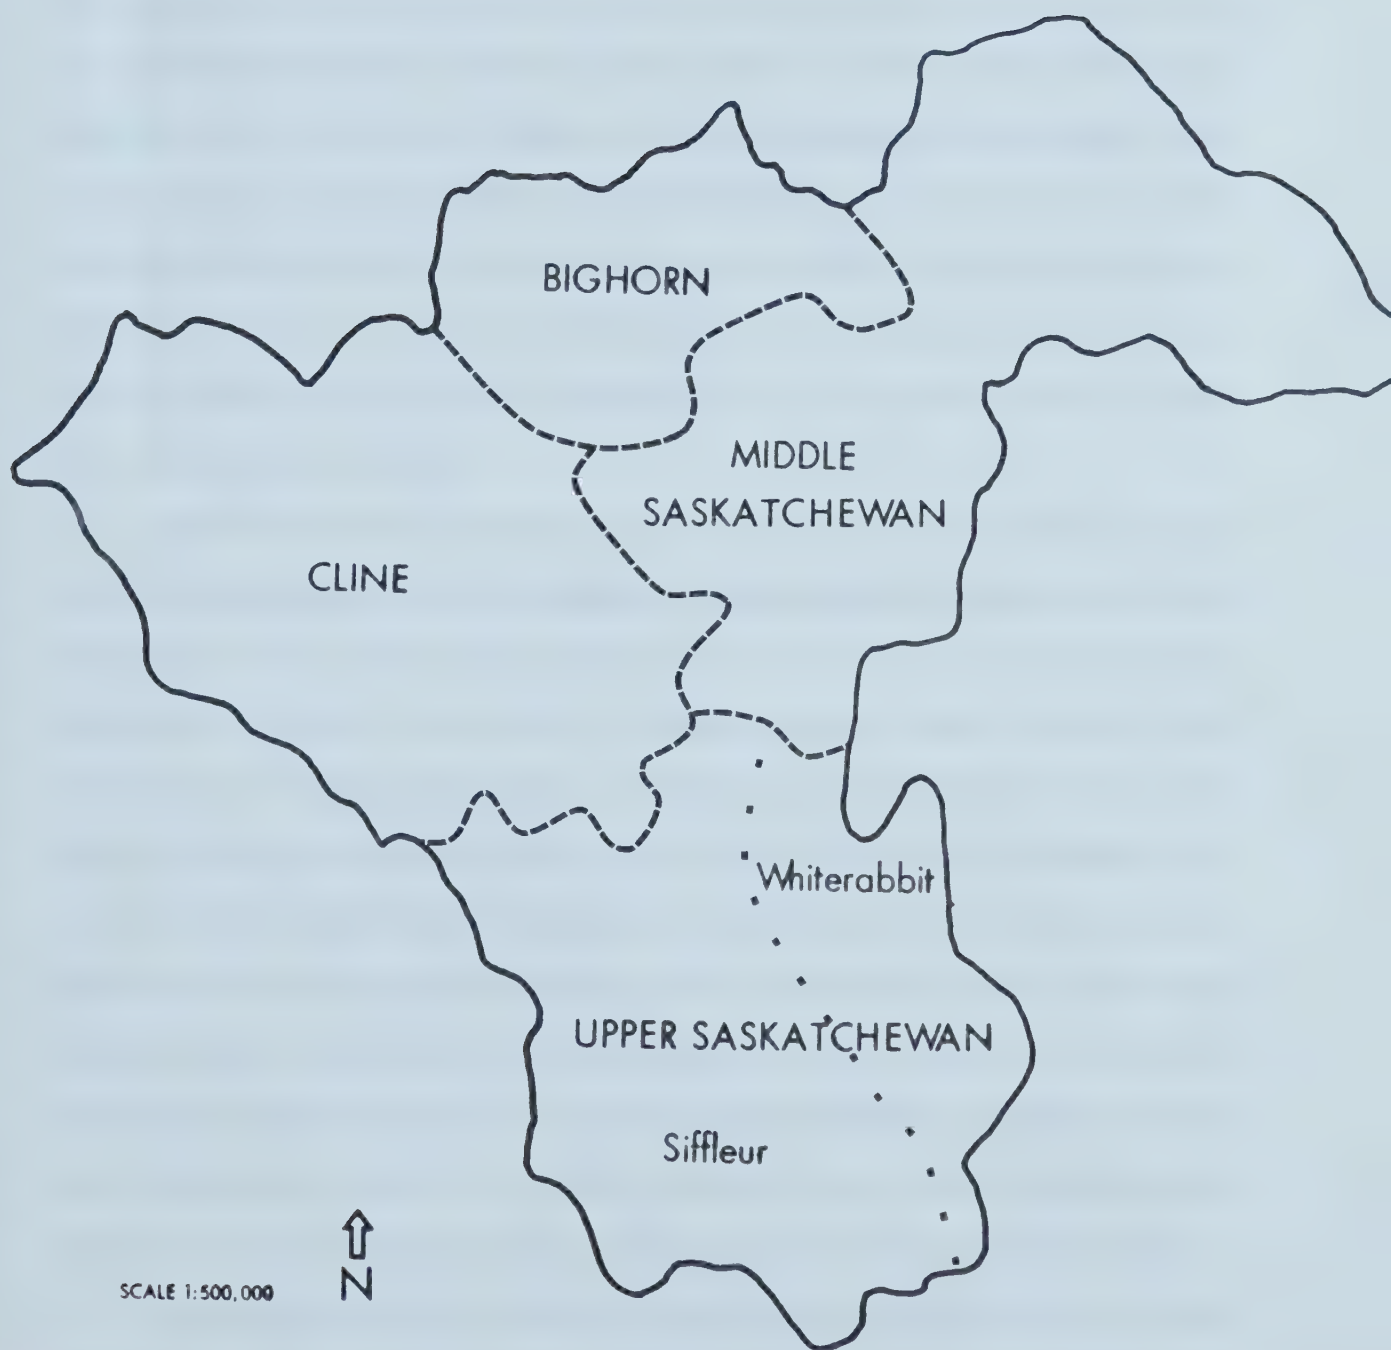 BIGHORN
MIDDLE
SASKATCHEWAN
CLINE
Whiterabbit
UPPER SASKATCHEWAN
Siffleur
SCALE 1:500,000
N